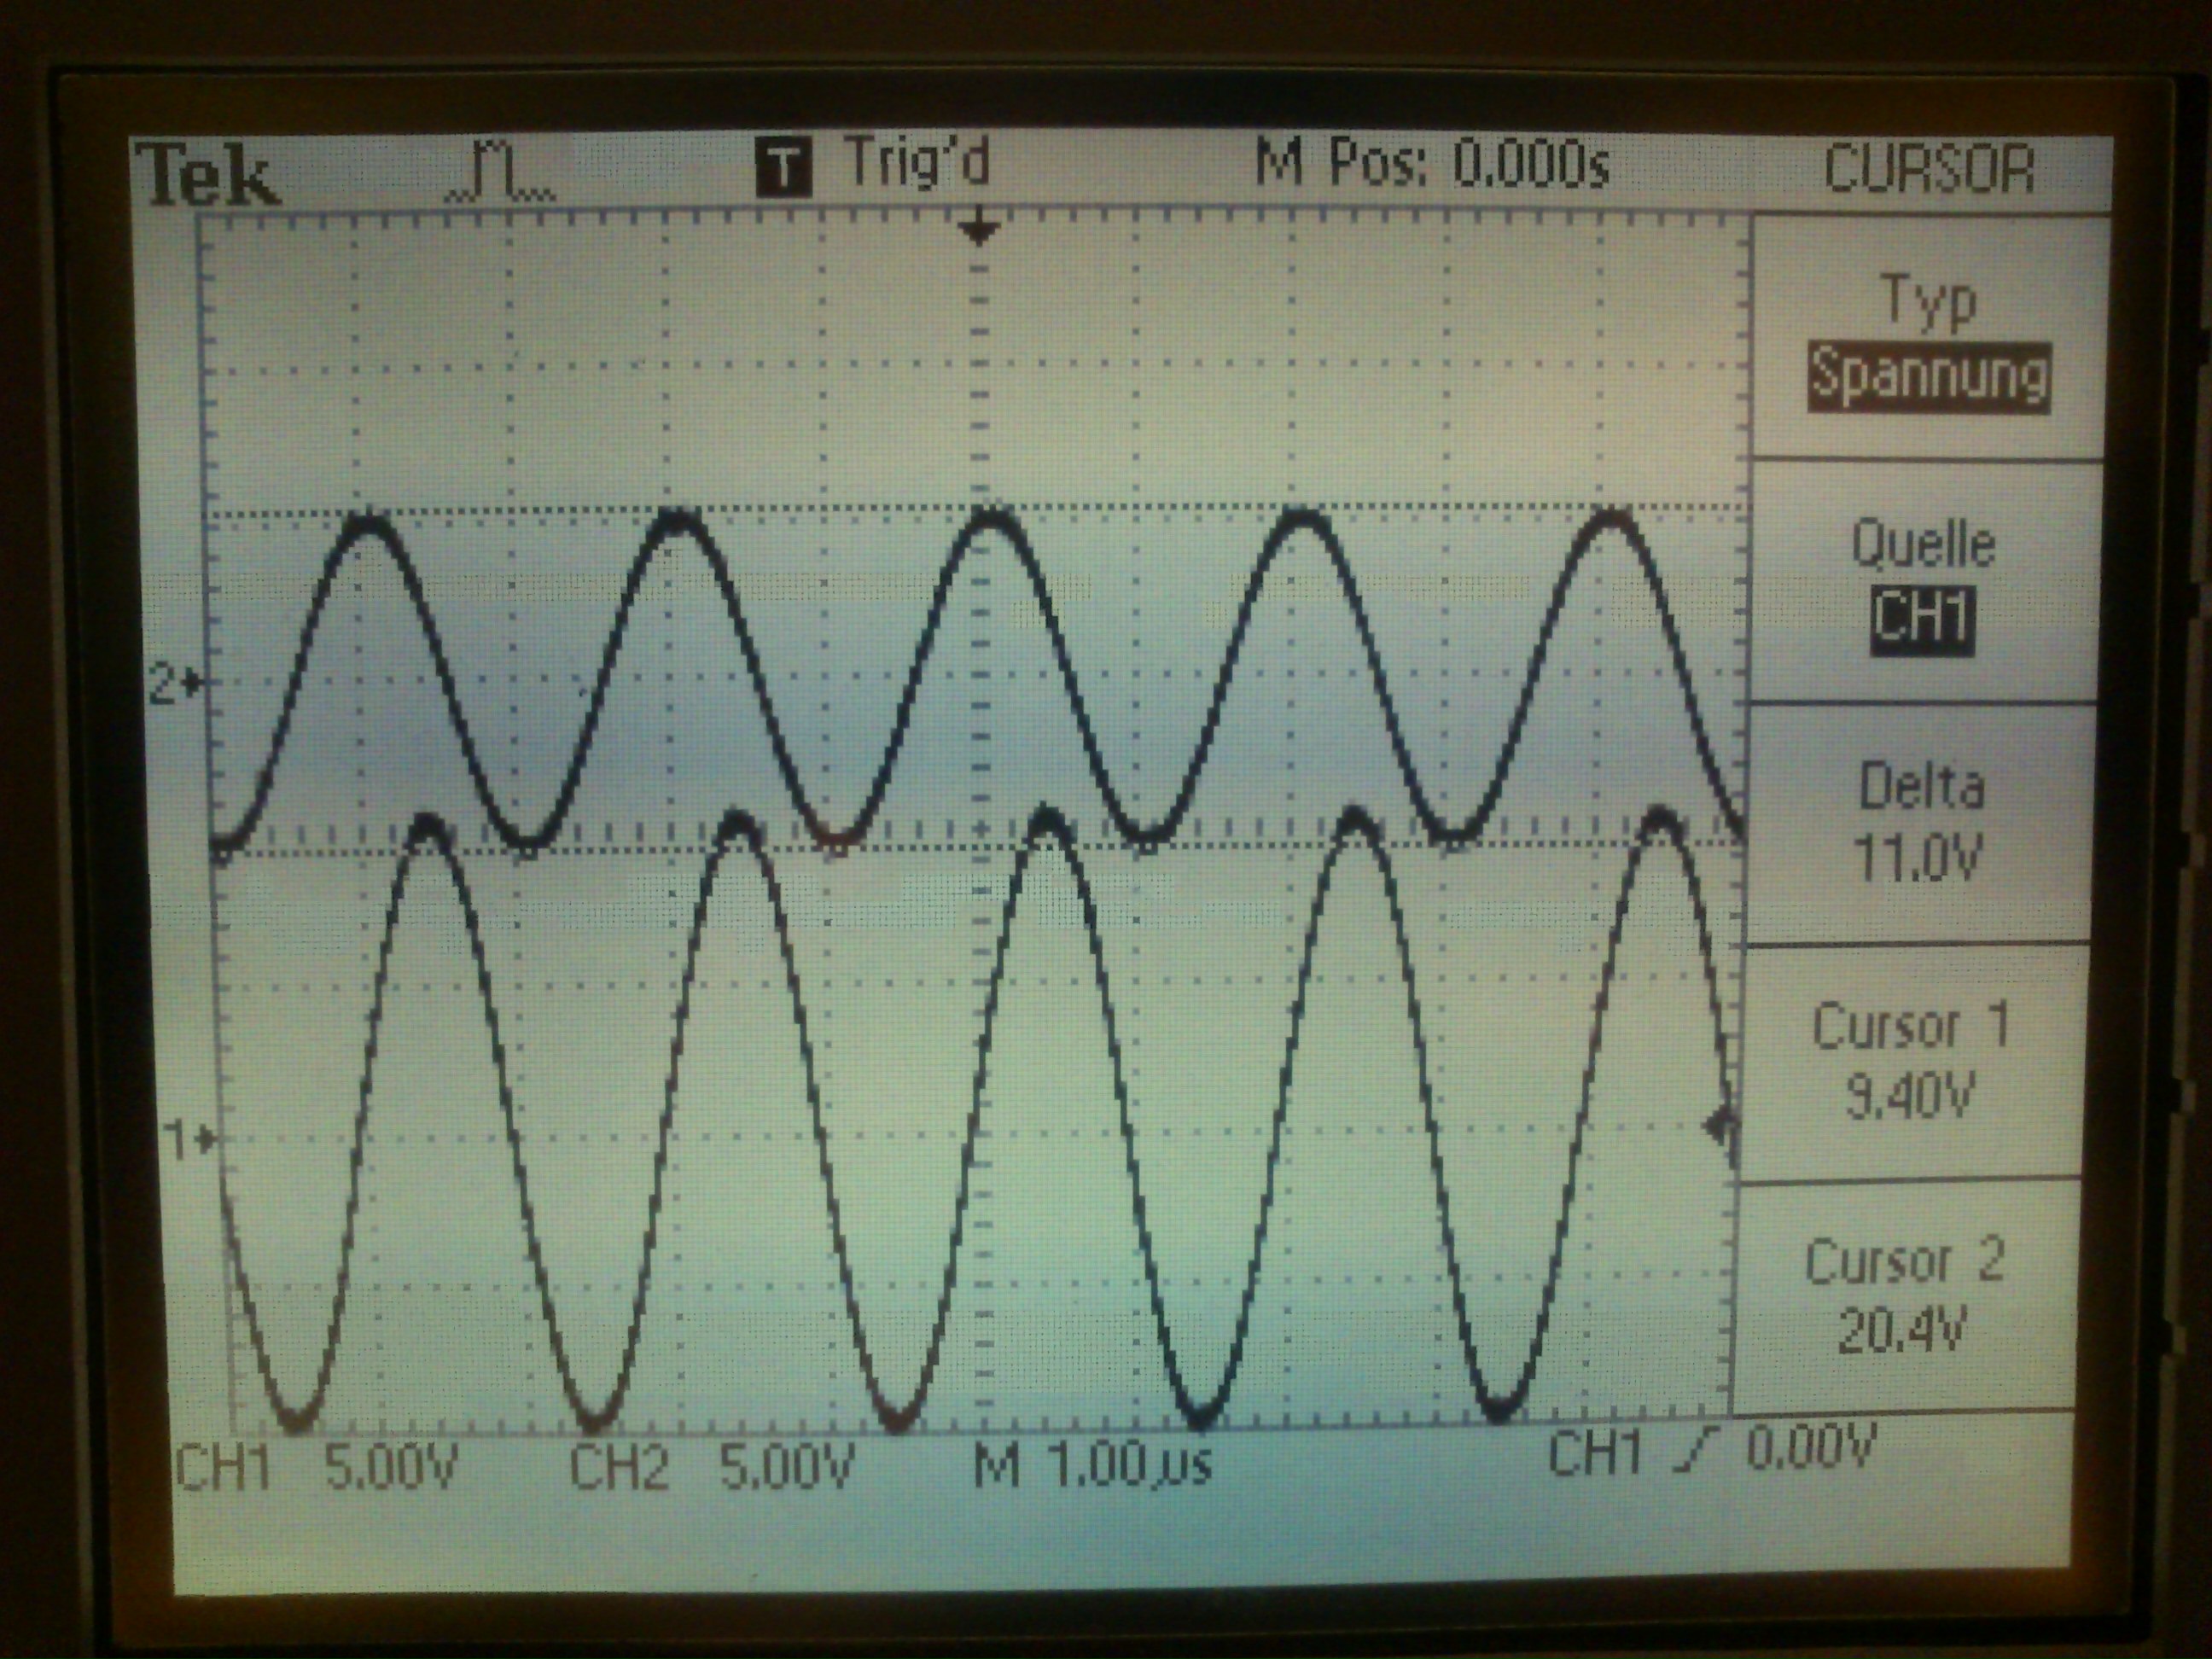 Tek T Trig'd M Pos: 0.000s CURSOR
Typ
Spannung
Quelle
CH1
2
Delta
11.0V
Cursor 1
9.40V
1
Cursor 2
20.4V
CH1 5.00V CH2 5.00V M 1.00µs CH1 0.00V